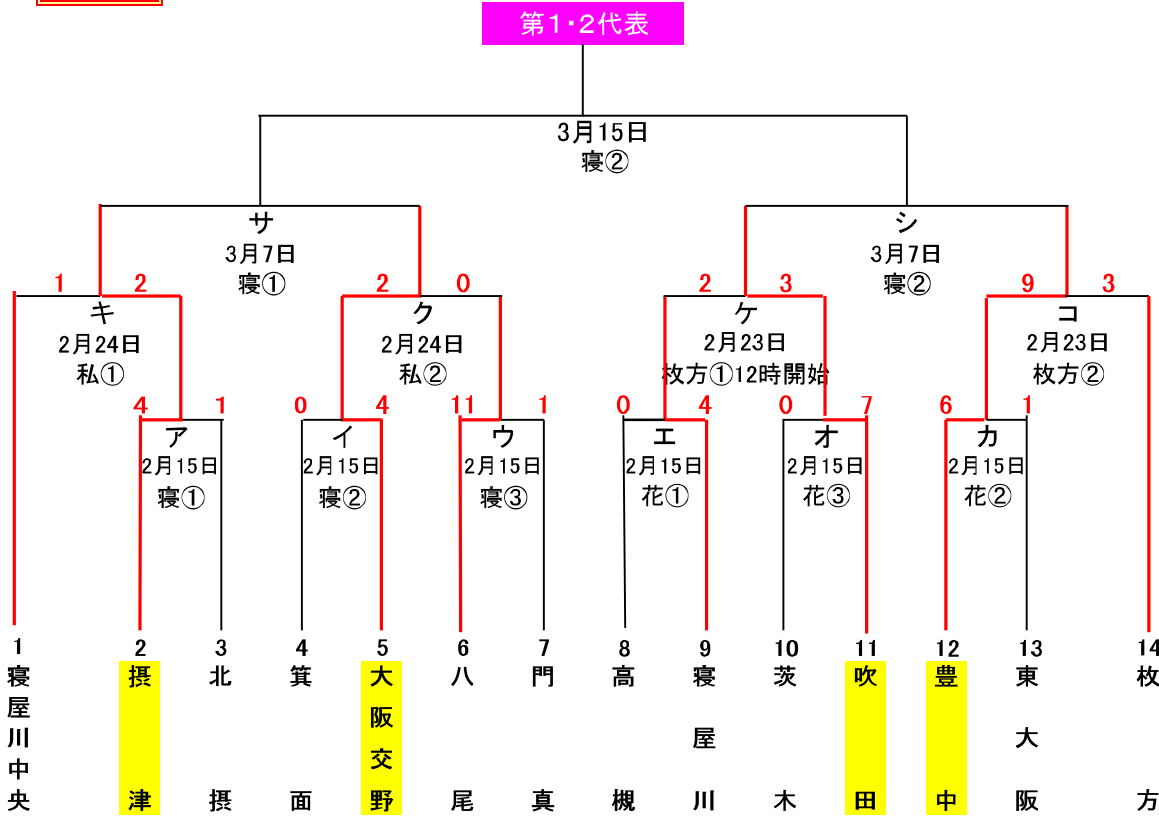 第1・2代表
3月15日
寝②
サ
シ
3月7日
3月7日
寝①
寝②
1 2 2 0 2 3 9 3
キ
ク
ケ
コ
2月24日
2月24日
2月23日
2月23日
私①
私②
枚方①12時開始
枚方②
4 1 0 4 11 1 0 4 0 7 6 1
ア
イ
ウ
エ
オ
カ
2月15日
2月15日
2月15日
2月15日
2月15日
2月15日
寝①
寝②
寝③
花①
花③
花②
1 2 3 4 5 6 7 8 9 10 11 12 13 14
寝屋川中央
摂津
北摂
箕面
大阪交野
八尾
門真
高槻
寝屋川
茨木
吹田
豊中
東大阪
枚方